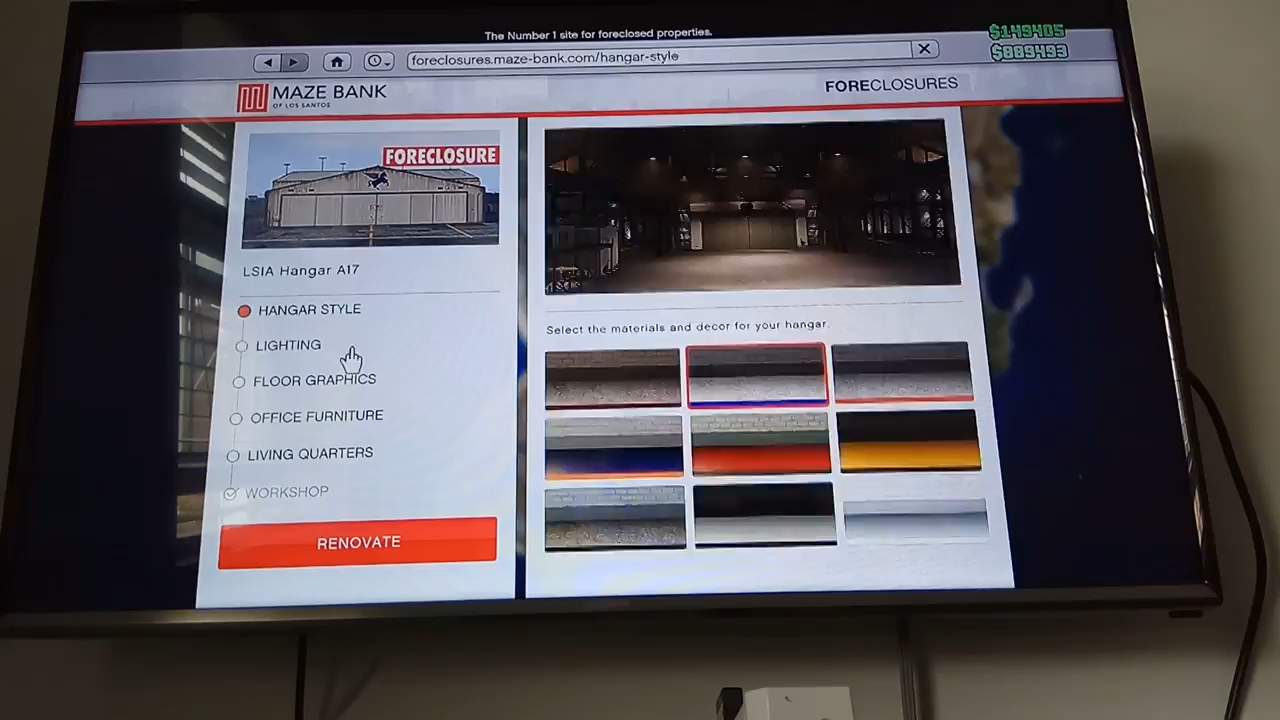 The Number 1 site for foreclosed properties.
$149405
$889493
foreclosures.maze-bank.com/hangar-style
MAZE BANK
OF LOS SANTOS
FORECLOSURES
FORECLOSURE
LSIA Hangar A17
HANGAR STYLE
LIGHTING
FLOOR GRAPHICS
OFFICE FURNITURE
LIVING QUARTERS
WORKSHOP
RENOVATE
Select the materials and decor for your hangar.